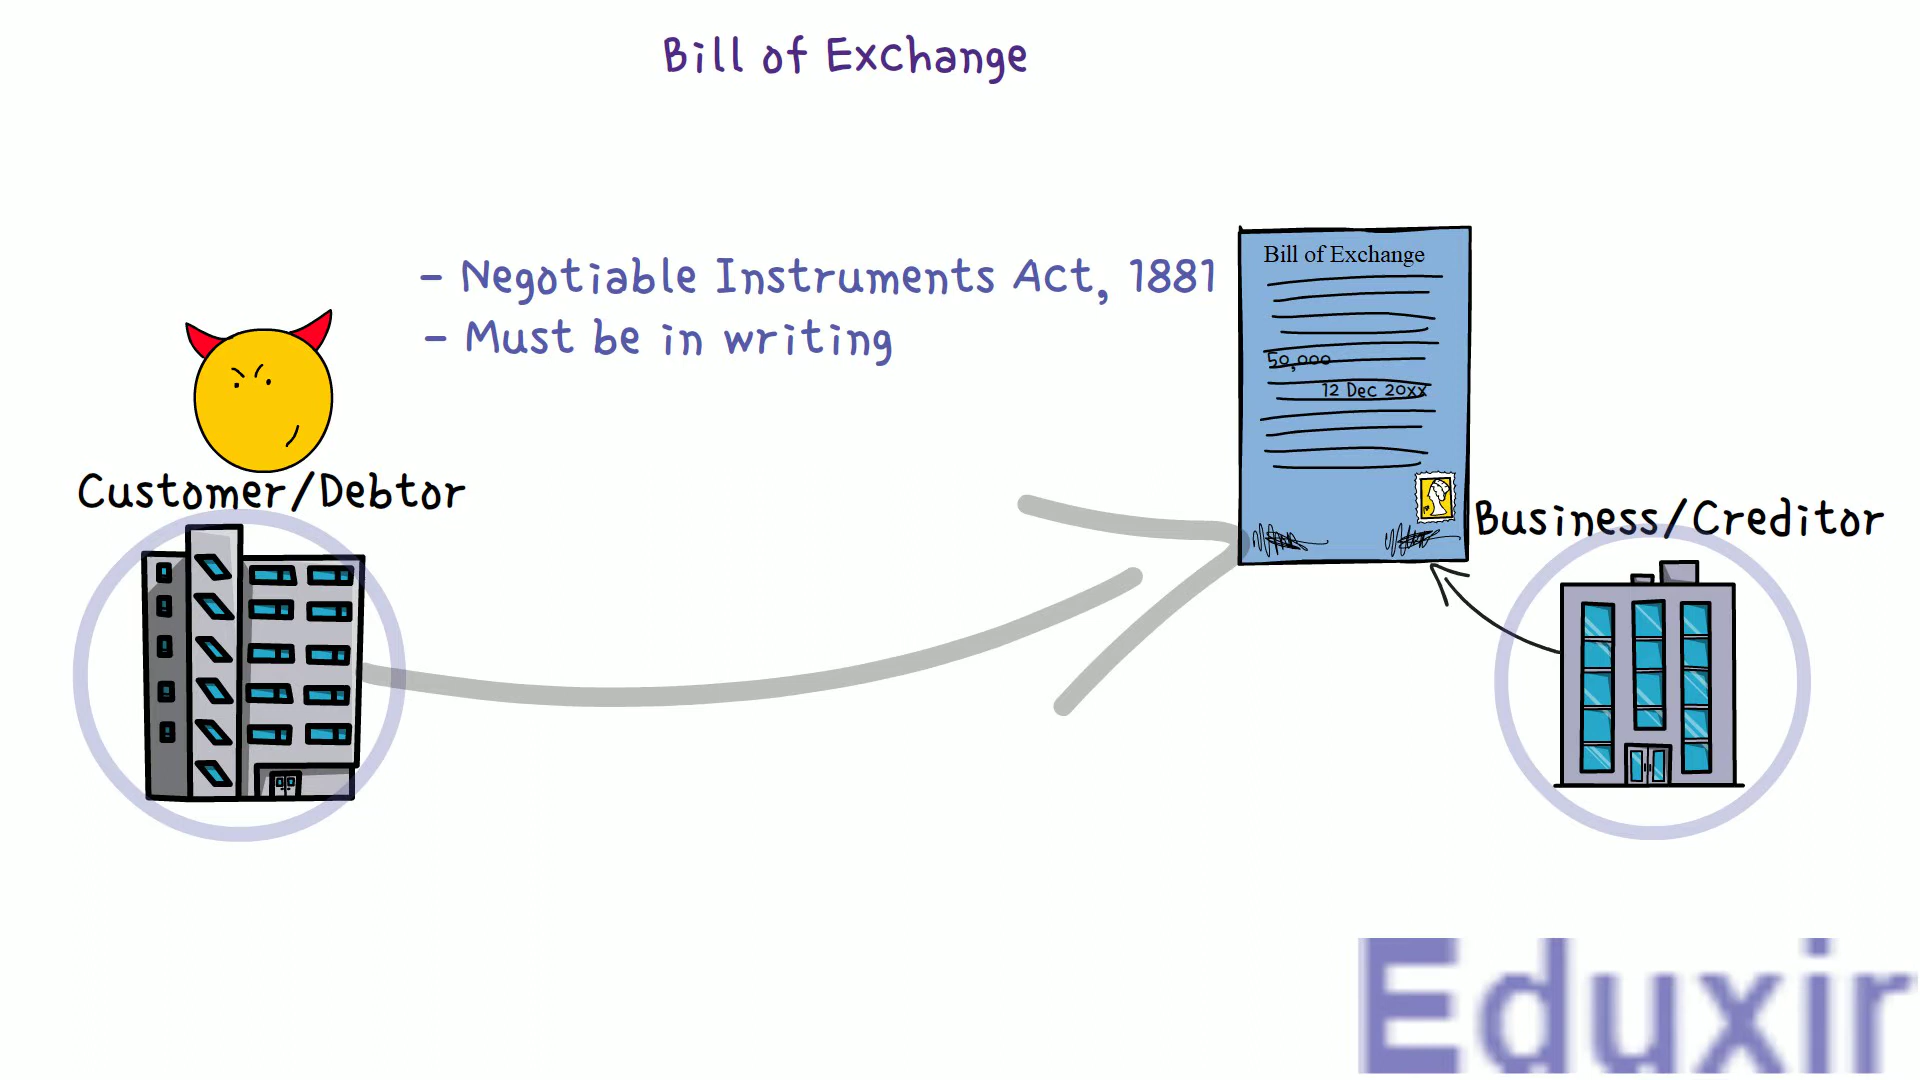 Bill of Exchange
- Negotiable Instruments Act, 1881
- Must be in writing
Bill of Exchange
50,000
12 Dec 20xx
Customer/Debtor
Business/Creditor
Eduxir